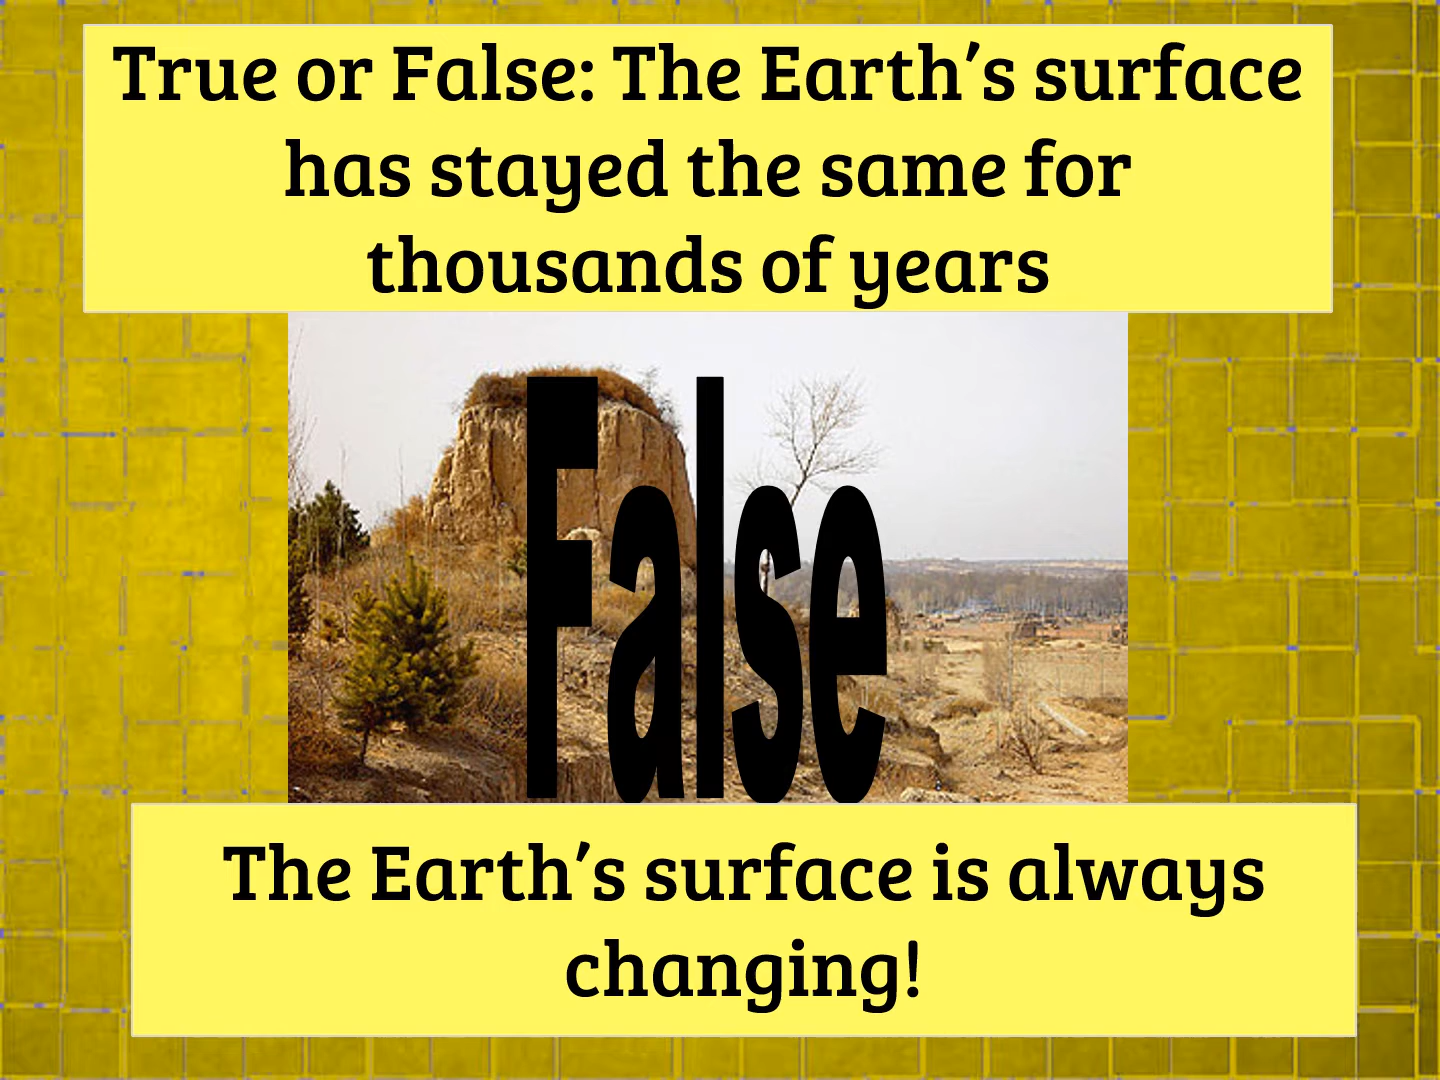 True or False: The Earth’s surface
has stayed the same for
thousands of years
False
The Earth’s surface is always
changing!